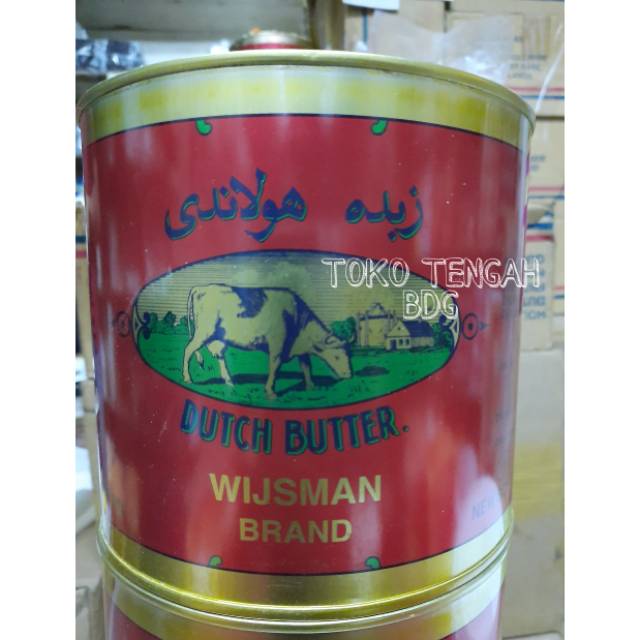 زبده هولاندى
TOKO TENGAH
BDG
DUTCH BUTTER.
WIJSMAN
BRAND